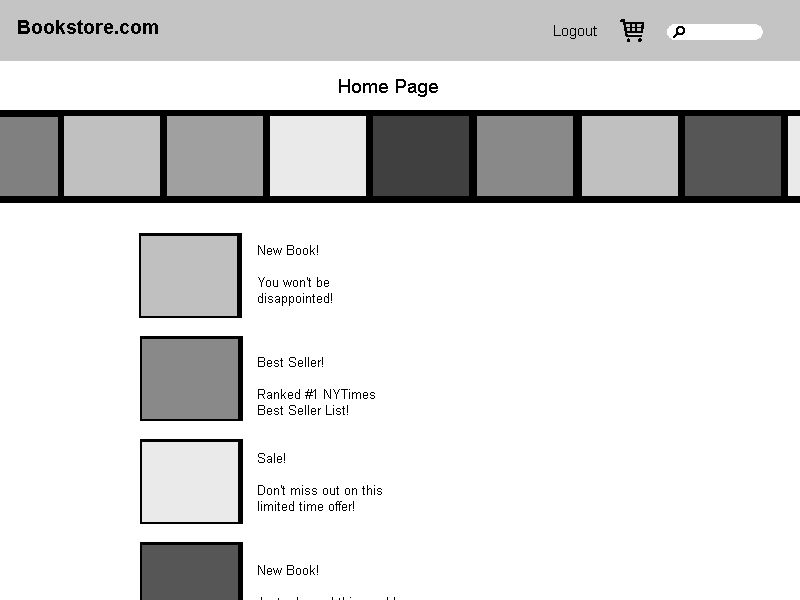 Bookstore.com
Logout
Home Page
New Book!
You won't be
disappointed!
Best Seller!
Ranked #1 NYTimes
Best Seller List!
Sale!
Don't miss out on this
limited time offer!
New Book!